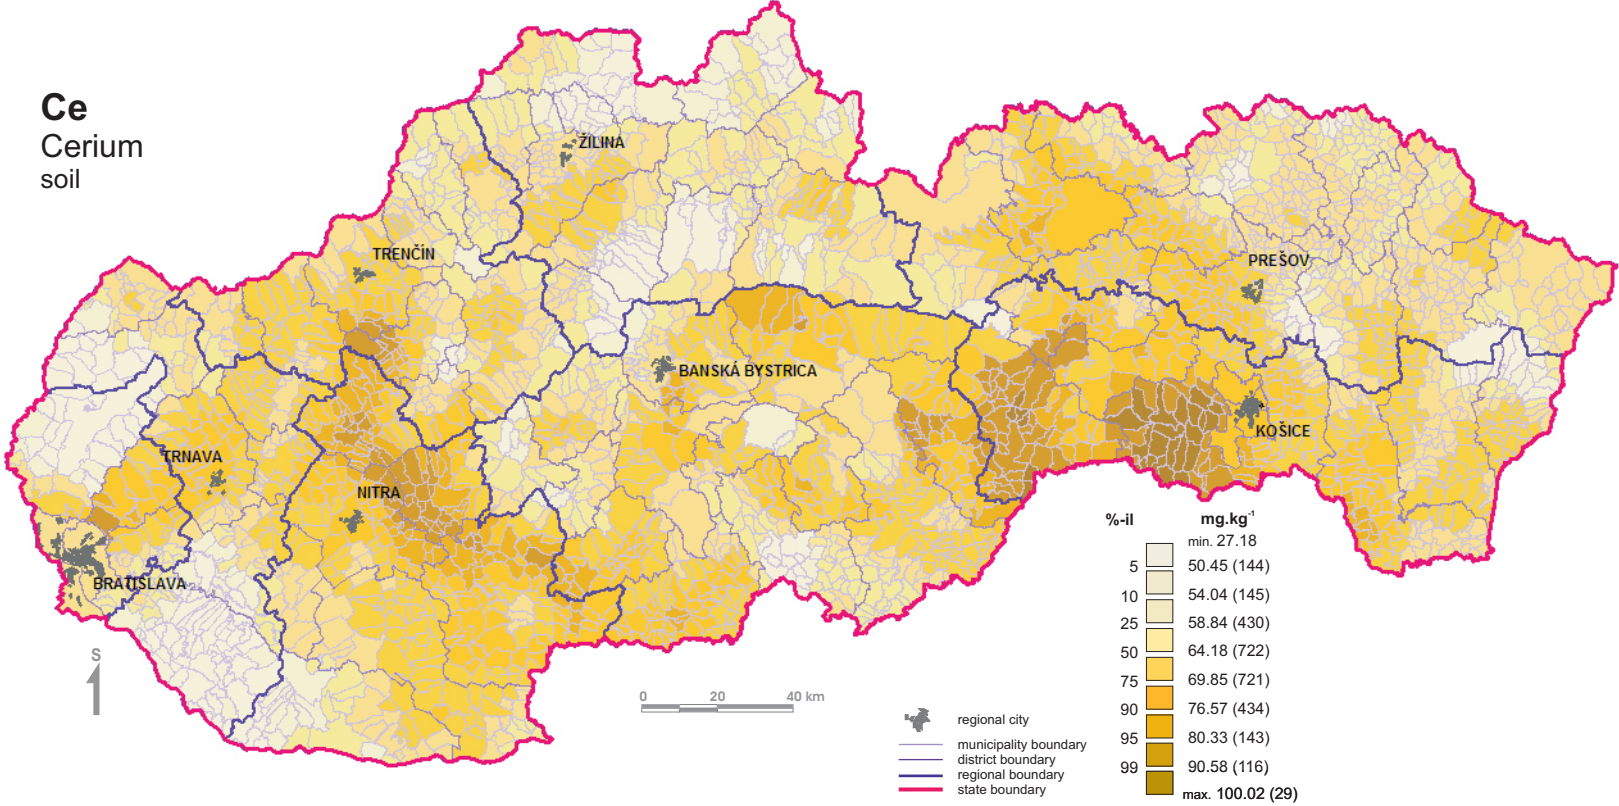 Ce
Cerium
soil
ŽILINA
TRENČÍN
PREŠOV
BANSKÁ BYSTRICA
KOŠICE
TRNAVA
NITRA
BRATISLAVA
S
0 20 40 km
regional city
municipality boundary
district boundary
regional boundary
state boundary
%-il mg.kg-1
min. 27.18
5 50.45 (144)
10 54.04 (145)
25 58.84 (430)
50 64.18 (722)
75 69.85 (721)
90 76.57 (434)
95 80.33 (143)
99 90.58 (116)
max. 100.02 (29)